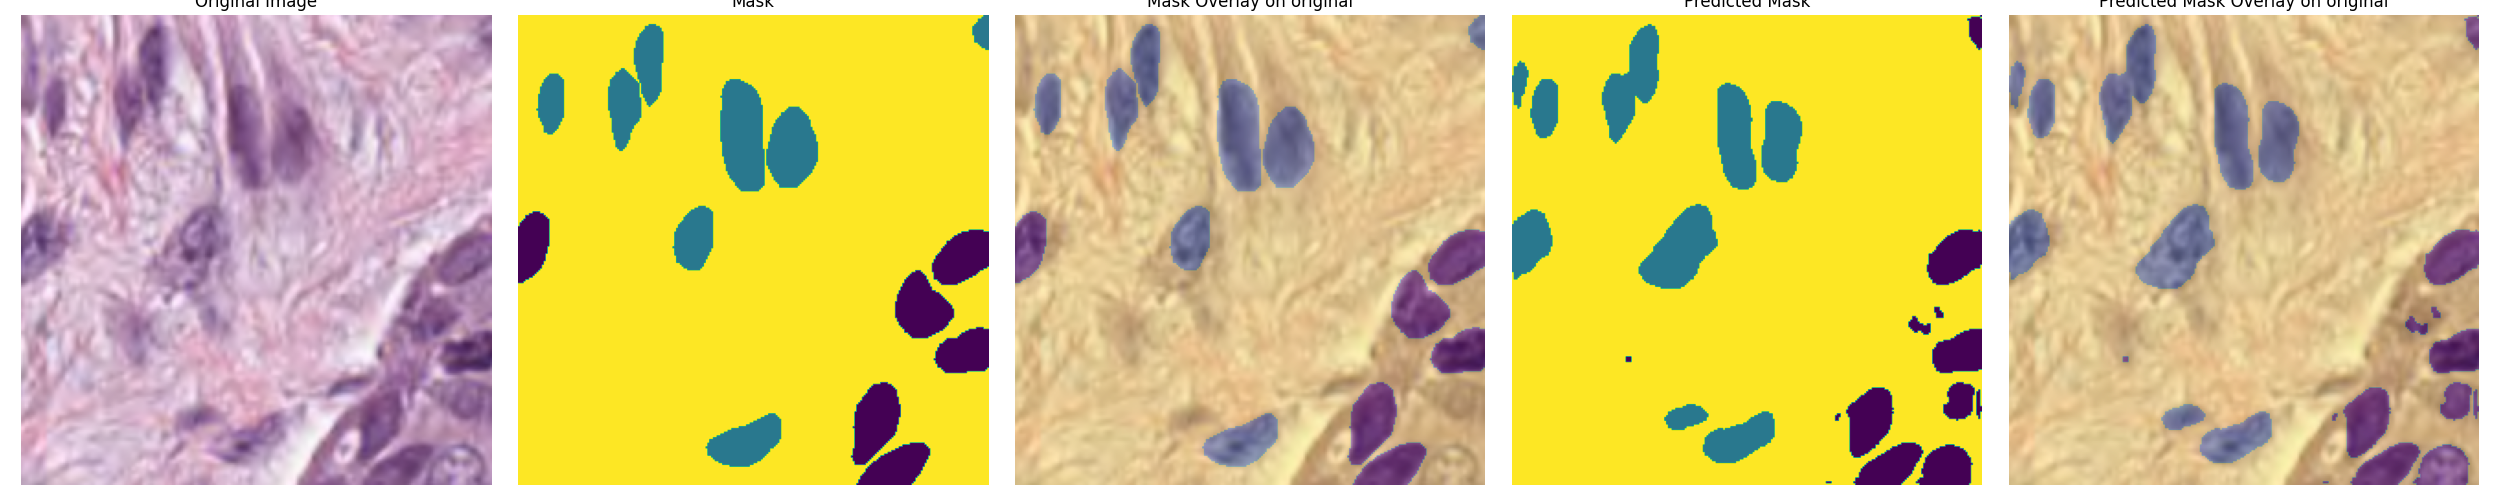 Original Image
Mask
Mask Overlay on original
Predicted Mask
Predicted Mask Overlay on original